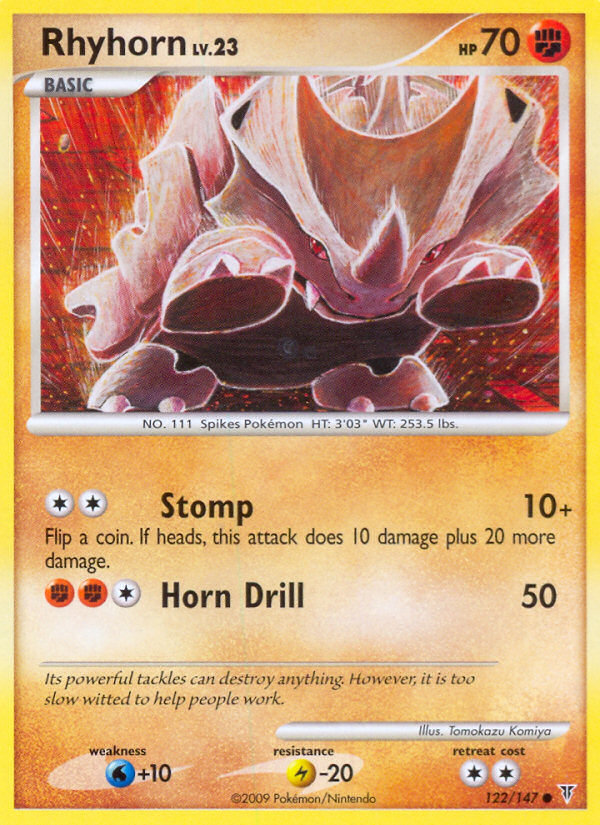 Rhyhorn LV.23 HP 70
BASIC
NO. 111 Spikes Pokémon HT: 3'03" WT: 253.5 lbs.
Stomp 10+
Flip a coin. If heads, this attack does 10 damage plus 20 more
damage.
Horn Drill 50
Its powerful tackles can destroy anything. However, it is too
slow witted to help people work.
Illus. Tomokazu Komiya
weakness resistance retreat cost
+10 -20
©2009 Pokémon/Nintendo 122/147